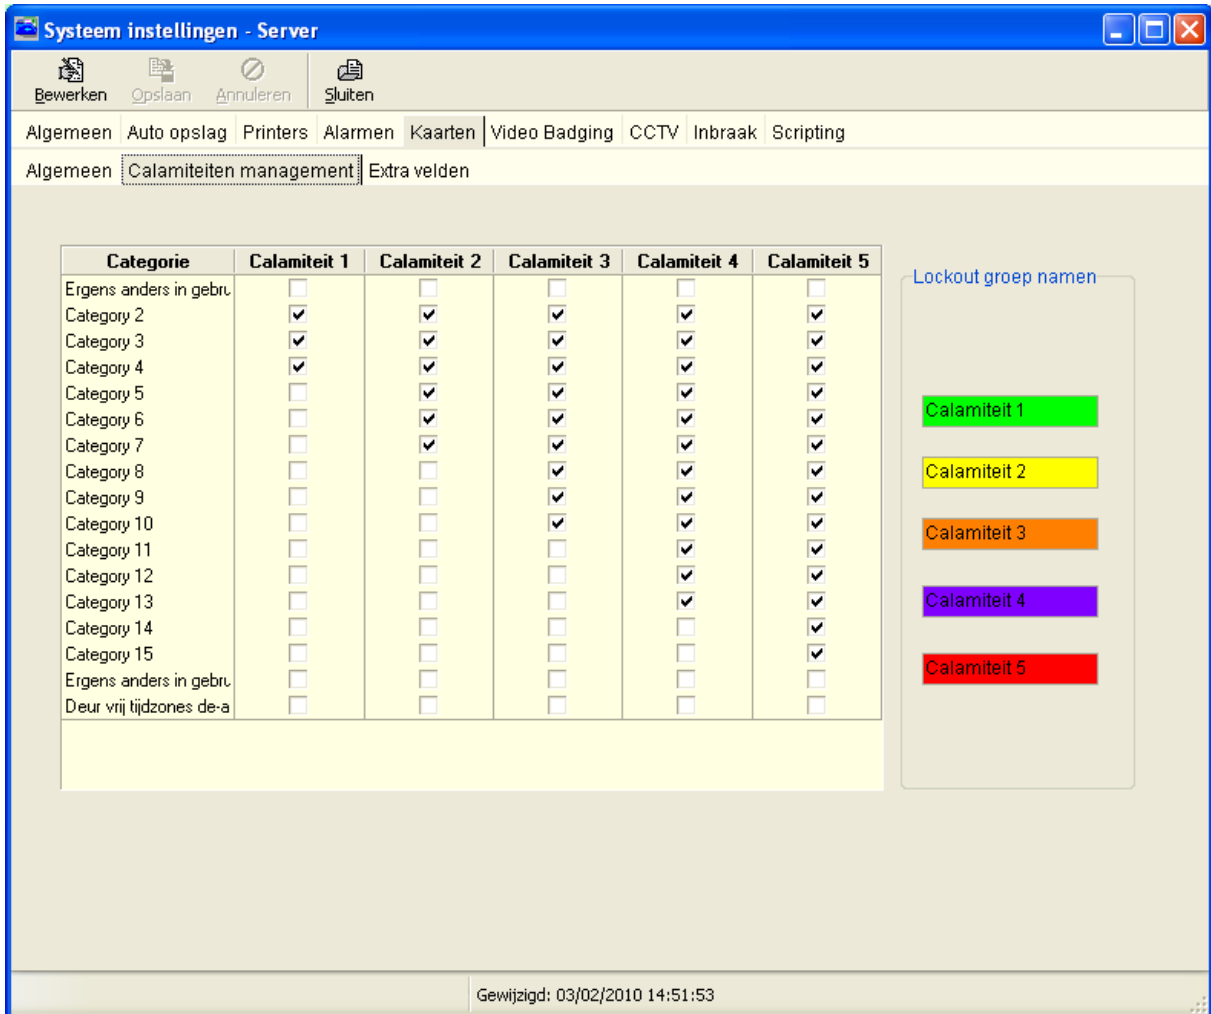 Systeem instellingen - Server
Bewerken Opslaan Annuleren Sluiten
Algemeen Auto opslag Printers Alarmen Kaarten Video Badging CCTV Inbraak Scripting
Algemeen Calamiteiten management Extra velden
Categorie Calamiteit 1 Calamiteit 2 Calamiteit 3 Calamiteit 4 Calamiteit 5
Ergens anders in gebru
Category 2
Category 3
Category 4
Category 5
Category 6
Category 7
Category 8
Category 9
Category 10
Category 11
Category 12
Category 13
Category 14
Category 15
Ergens anders in gebru
Deur vrij tijdzones de-a
Lockout groep namen
Calamiteit 1
Calamiteit 2
Calamiteit 3
Calamiteit 4
Calamiteit 5
Gewijzigd: 03/02/2010 14:51:53